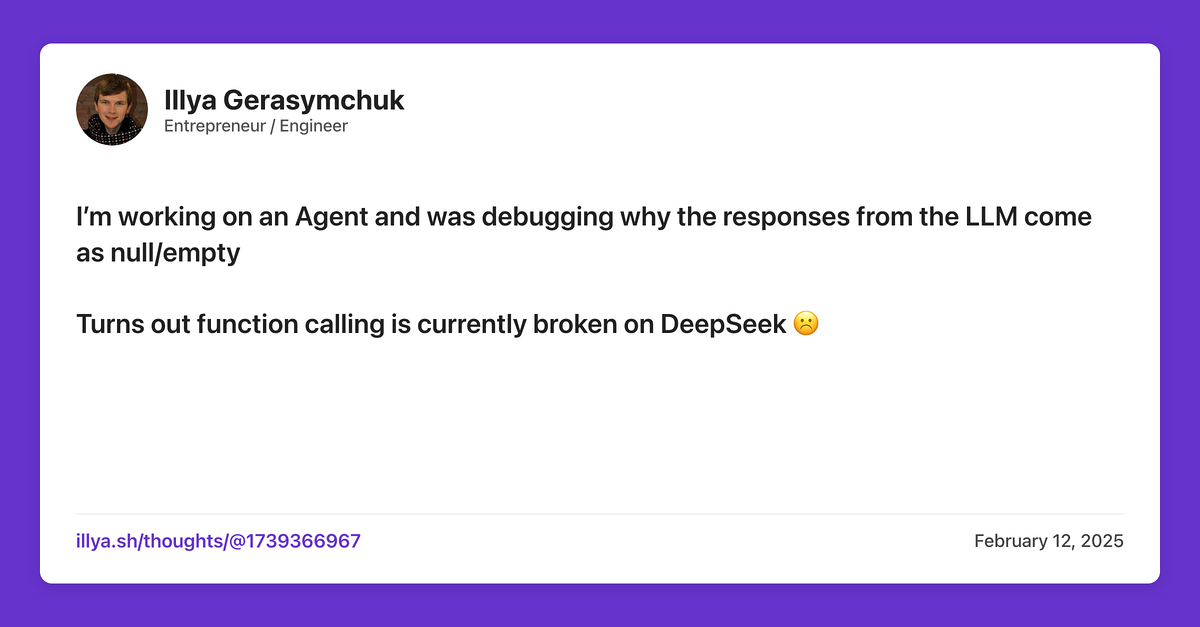 Illya Gerasymchuk
Entrepreneur / Engineer
I’m working on an Agent and was debugging why the responses from the LLM come
as null/empty
Turns out function calling is currently broken on DeepSeek ☹️
illya.sh/thoughts/@1739366967
February 12, 2025